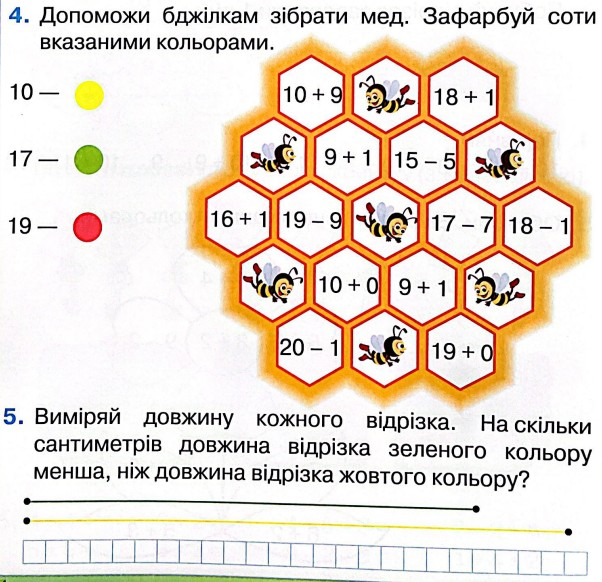 4. Допоможи бджілкам зібрати мед. Зафарбуй соти
вказаними кольорами.
10 —
17 —
19 —
10 + 9
18 + 1
9 + 1
15 – 5
16 + 1
19 – 9
17 – 7
18 – 1
10 + 0
9 + 1
20 – 1
19 + 0
5. Виміряй довжину кожного відрізка. На скільки
сантиметрів довжина відрізка зеленого кольору
менша, ніж довжина відрізка жовтого кольору?